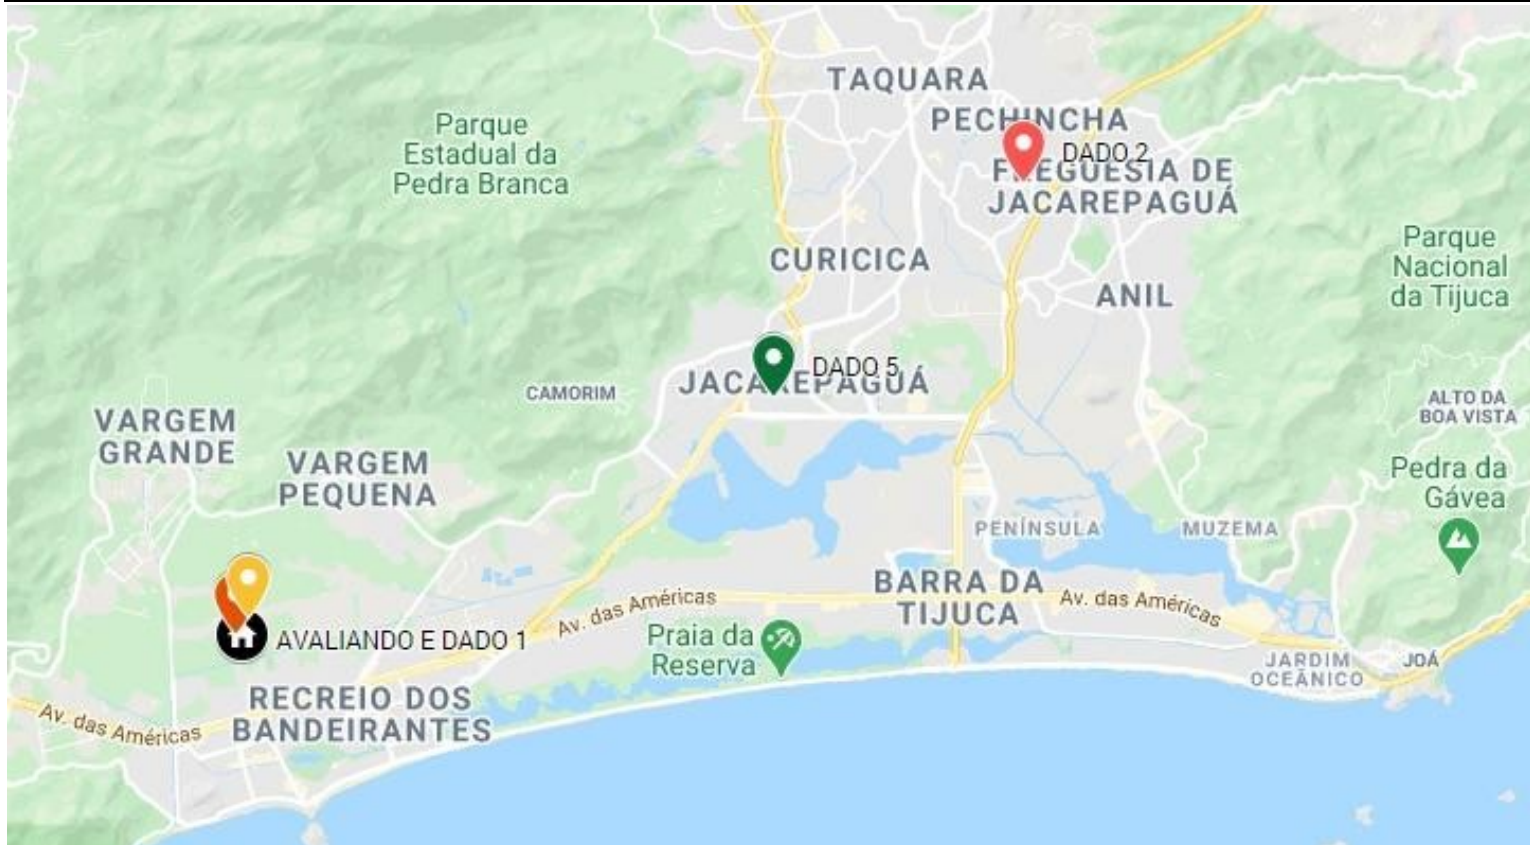 TAQUARA
PECHINCHA
DADO 2
FREGUESIA DE
JACAREPAGUÁ
Parque
Estadual da
Pedra Branca
Parque
Nacional
da Tijuca
CURICICA
ANIL
DADO 5
JACAREPAGUÁ
CAMORIM
ALTO DA
BOA VISTA
VARGEM
GRANDE
VARGEM
PEQUENA
Pedra da
Gávea
PENÍNSULA
MUZEMA
BARRA DA
TIJUCA
Av. das Américas
Av. das Américas
AVALIANDO E DADO 1
Praia da
Reserva
JARDIM
OCEÂNICO
JOÁ
RECREIO DOS
BANDEIRANTES
Av. das Américas